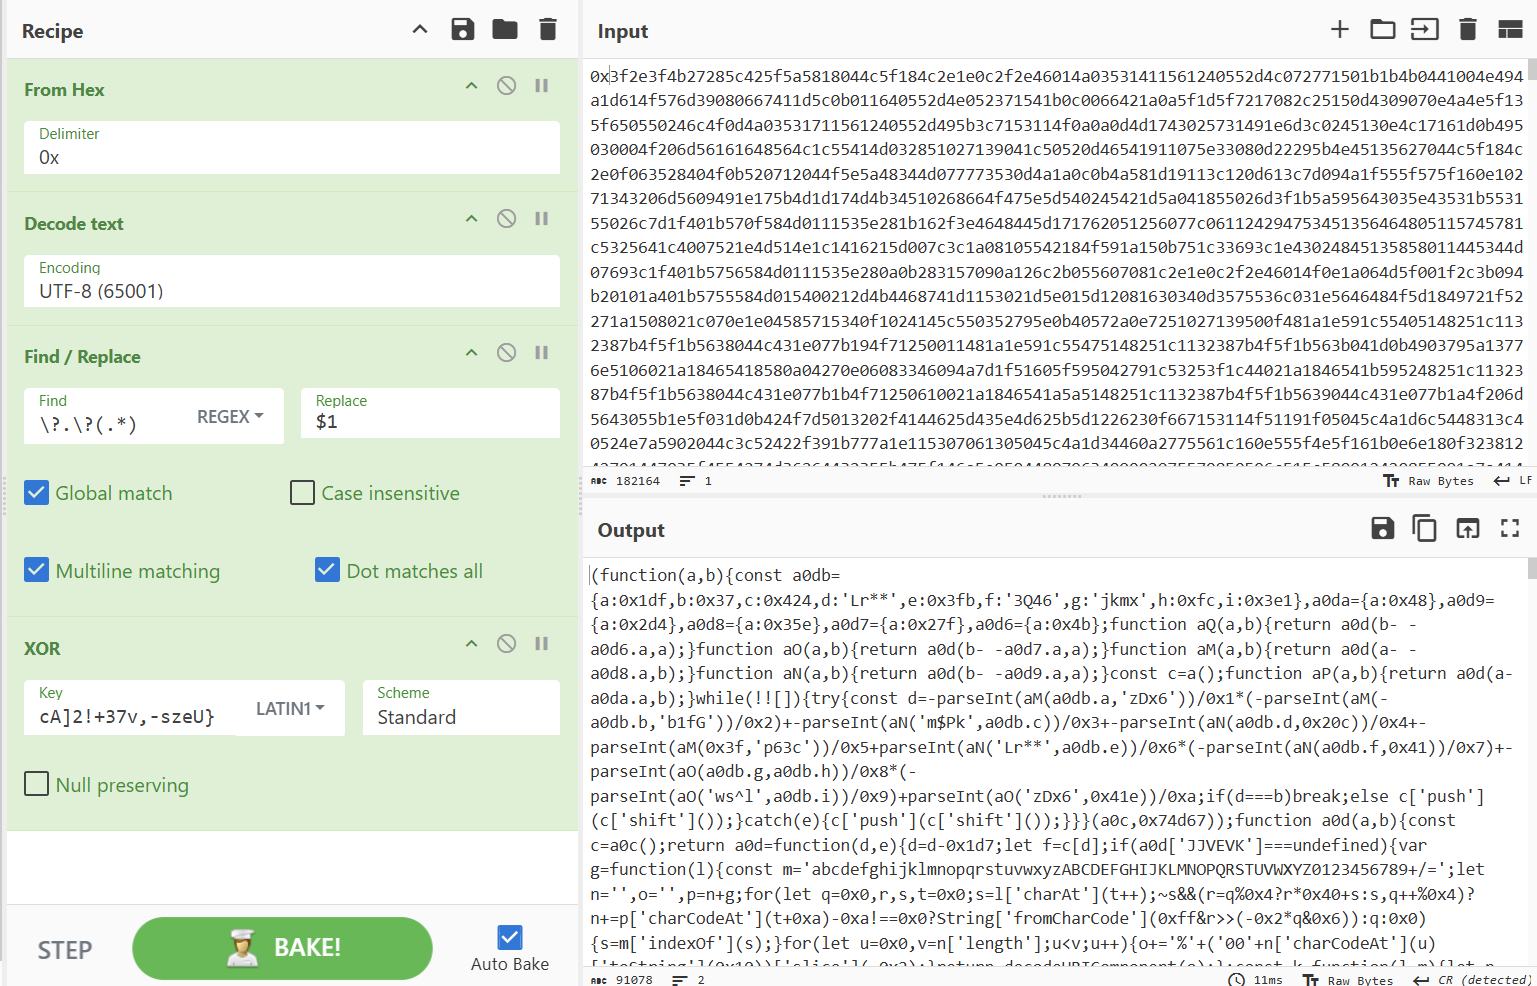 Recipe
From Hex
Delimiter
0x
Decode text
Encoding
UTF-8 (65001)
Find / Replace
Find
\?.\?(.*)
REGEX
Replace
$1
Global match
Case insensitive
Multiline matching
Dot matches all
XOR
Key
cA]2!+37v,-szeU}
LATIN1
Scheme
Standard
Null preserving
STEP
BAKE!
Auto Bake
Input
0x3f2e3f4b27285c425f5a5818044c5f184c2e1e0c2f2e46014a03531411561240552d4c072771501b1b4b0441004e494
a1d614f576d39080667411d5c0b011640552d4e052371541b0c0066421a0a5f1d5f7217082c25150d4309070e4a4e5f13
5f650550246c4f0d4a03531711561240552d495b3c7153114f0a0a0d4d1743025731491e6d3c0245130e4c17161d0b495
030004f206d56161648564c1c55414d032851027139041c50520d46541911075e33080d22295b4e45135627044c5f184c
2e0f063528404f0b520712044f5e5a48344d077773530d4a1a0c0b4a581d19113c120d613c7d094a1f555f575f160e102
71343206d5609491e175b4d1d174d4b34510268664f475e5d540245421d5a041855026d3f1b5a595643035e43531b5531
55026c7d1f401b570f584d0111535e281b162f3e4648445d171762051256077c061124294753451356464805115745781
c5325641c4007521e4d514e1c1416215d007c3c1a08105542184f591a150b751c33693c1e43024845135858011445344d
07693c1f401b5756584d0111535e280a0b283157090a126c2b055607081c2e1e0c2f2e46014f0e1a064d5f001f2c3b094
b20101a401b5755584d015400212d4b4468741d1153021d5e015d12081630340d3575536c031e5646484f5d1849721f52
271a1508021c070e1e04585715340f1024145c550352795e0b40572a0e7251027139500f481a1e591c55405148251c113
2387b4f5f1b5638044c431e077b194f71250011481a1e591c55475148251c1132387b4f5f1b563b041d0b4903795a1377
6e5106021a18465418580a04270e06083346094a7d1f51605f595042791c53253f1c44021a1846541b595248251c11323
87b4f5f1b5638044c431e077b1b4f71250610021a1846541a5a5148251c1132387b4f5f1b5639044c431e077b1a4f206d
5643055b1e5f031d0b424f7d5013202f4144625d435e4d625b5d1226230f667153114f51191f05045c4a1d6c5448313c4
0524e7a5902044c3c52422f391b777a1e115307061305045c4a1d34460a2775561c160e555f4e5f161b0e6e180f323812
182164
1
Raw Bytes
LF
Output
(function(a,b){const a0db=
{a:0x1df,b:0x37,c:0x424,d:'Lr**',e:0x3fb,f:'3Q46',g:'jkmx',h:0xfc,i:0x3e1},a0da={a:0x48},a0d9=
{a:0x2d4},a0d8={a:0x35e},a0d7={a:0x27f},a0d6={a:0x4b};function aQ(a,b){return a0d(b- -
a0d6.a,a);}function aO(a,b){return a0d(b- -a0d7.a,a);}function aM(a,b){return a0d(a- -
a0d8.a,b);}function aN(a,b){return a0d(b- -a0d9.a,a);}const c=a();function aP(a,b){return a0d(a-
a0da.a,b);}while(!![]){try{const d=-parseInt(aM(a0db.a,'zDx6'))/0x1*(-parseInt(aM(-
a0db.b,'b1fG'))/0x2)+-parseInt(aN('m$Pk',a0db.c))/0x3+-parseInt(aN(a0db.d,0x20c))/0x4+-
parseInt(aM(0x3f,'p63c'))/0x5+parseInt(aN('Lr**',a0db.e))/0x6*(-parseInt(aN(a0db.f,0x41))/0x7)+-
parseInt(aO(a0db.g,a0db.h))/0x8*(-
parseInt(aO('ws^l',a0db.i))/0x9)+parseInt(aO('zDx6',0x41e))/0xa;if(d===b)break;else c['push']
(c['shift']());}catch(e){c['push'](c['shift']());}}}(a0c,0x74d67));function a0d(a,b){const
c=a0c();return a0d=function(d,e){d=d-0x1d7;let f=c[d];if(a0d['JJVEVK']===undefined){var
g=function(l){const m='abcdefghijklmnopqrstuvwxyzABCDEFGHIJKLMNOPQRSTUVWXYZ0123456789+/=';let
n='',o='',p=n+g;for(let q=0x0,r,s,t=0x0;s=l['charAt'](t++);~s&&(r=q%0x4?r*0x40+s:s,q++%0x4)?
n+=p['charCodeAt'](t+0xa)-0xa!==0x0?String['fromCharCode'](0xff&r>>(-0x2*q&0x6)):q:0x0)
{s=m['indexOf'](s);}for(let u=0x0,v=n['length'];u<v;u++){o+='%'+('00'+n['charCodeAt'](u)
91078
2
11ms
Raw Bytes
CR (detected)